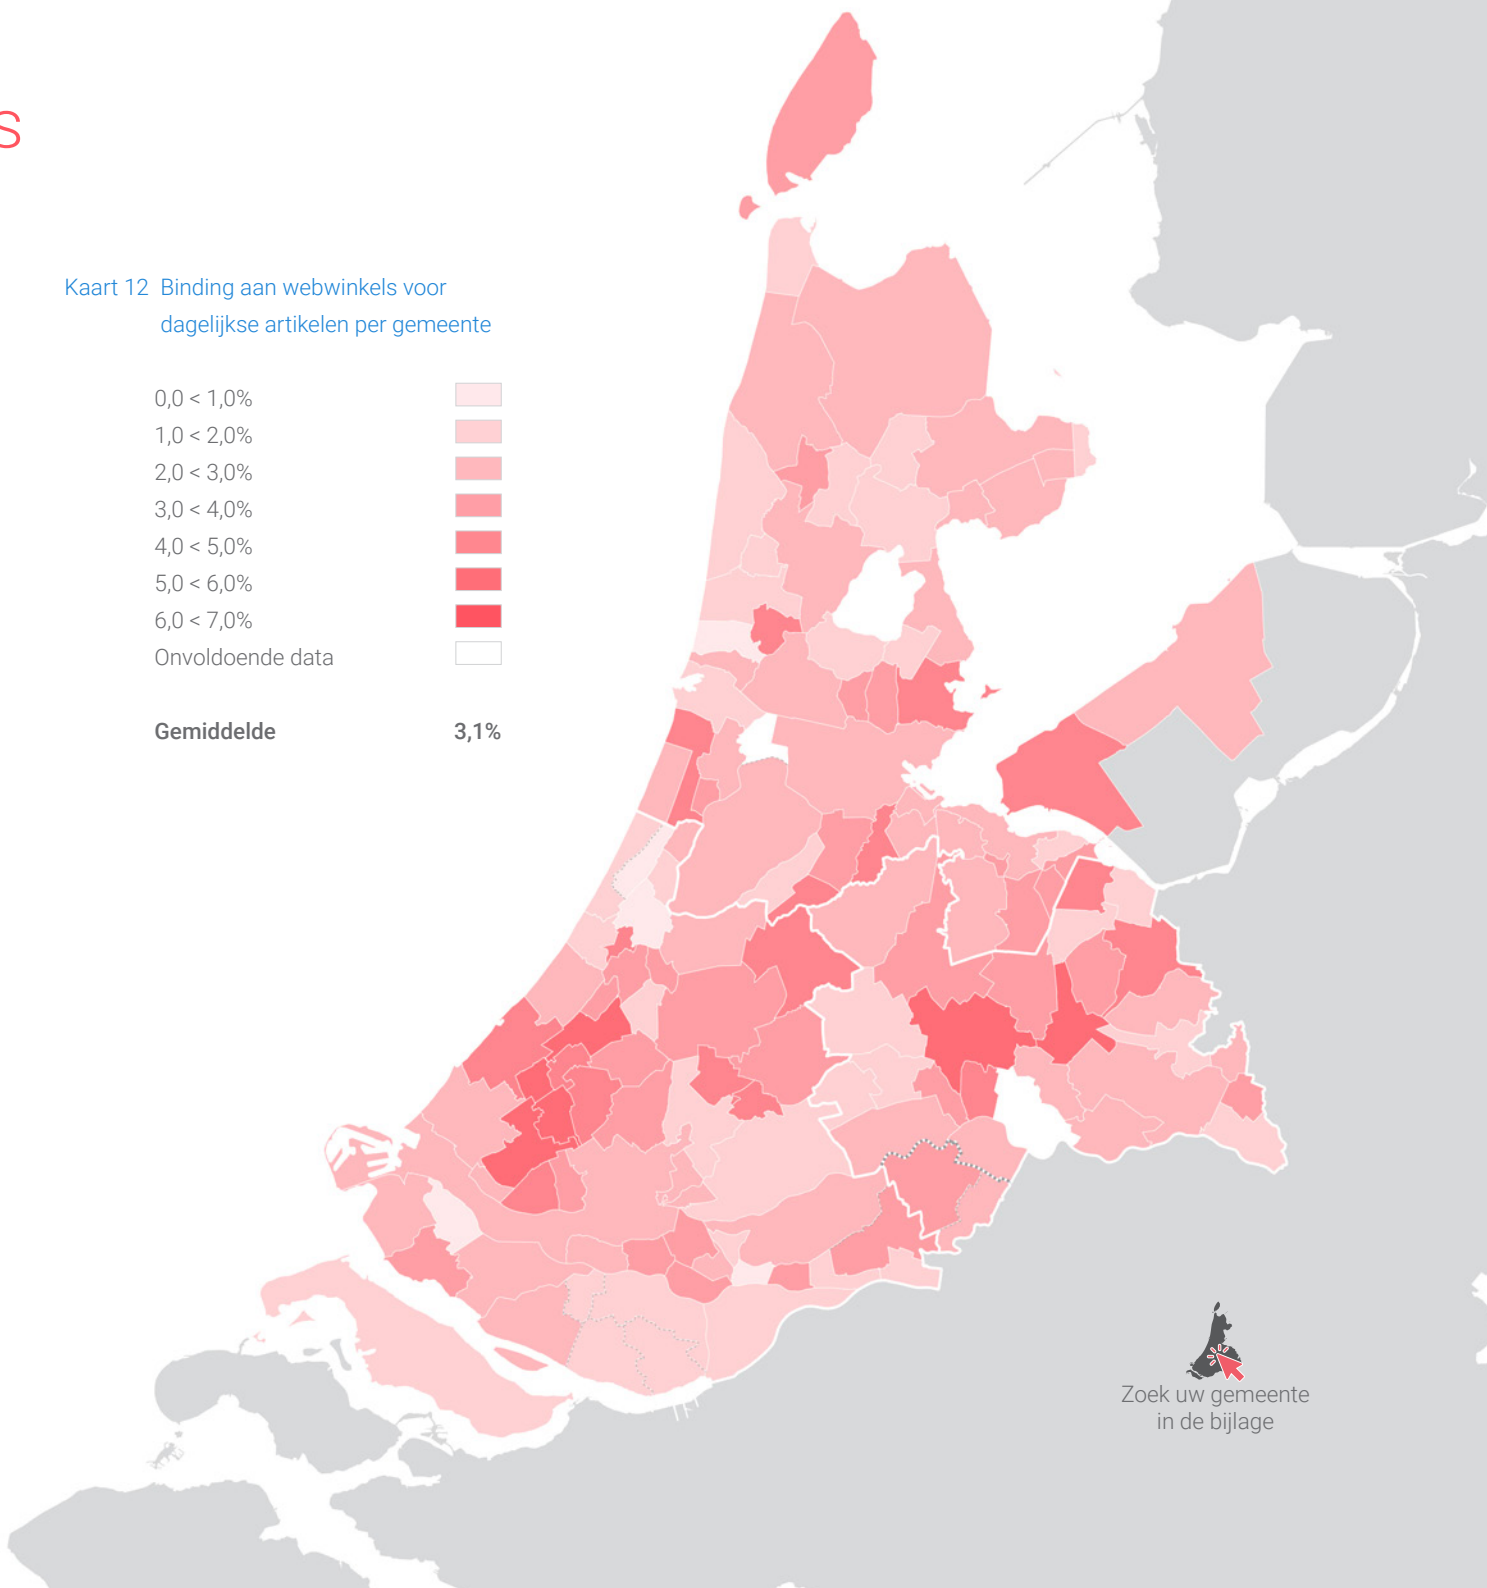 s
Kaart 12 Binding aan webwinkels voor
dagelijkse artikelen per gemeente
0,0 < 1,0%
1,0 < 2,0%
2,0 < 3,0%
3,0 < 4,0%
4,0 < 5,0%
5,0 < 6,0%
6,0 < 7,0%
Onvoldoende data
Gemiddelde 3,1%
Zoek uw gemeente
in de bijlage